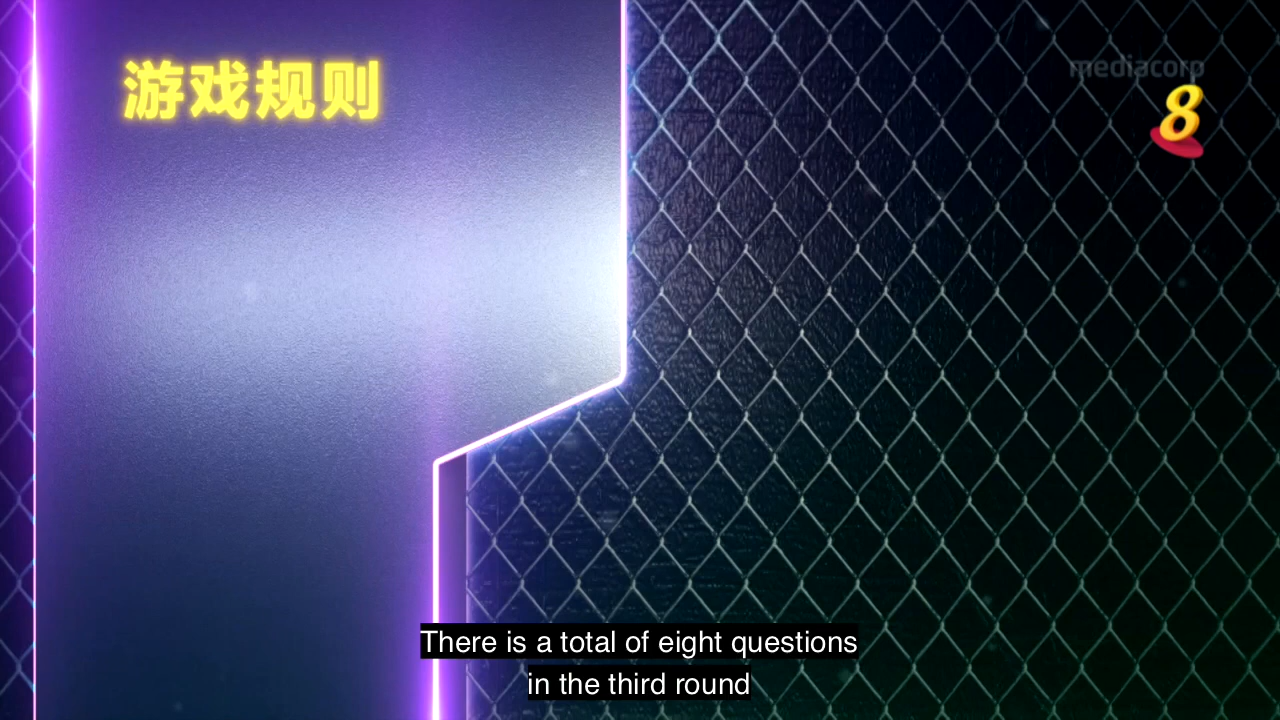 游戏规则
mediacorp
8
There is a total of eight questions
in the third round